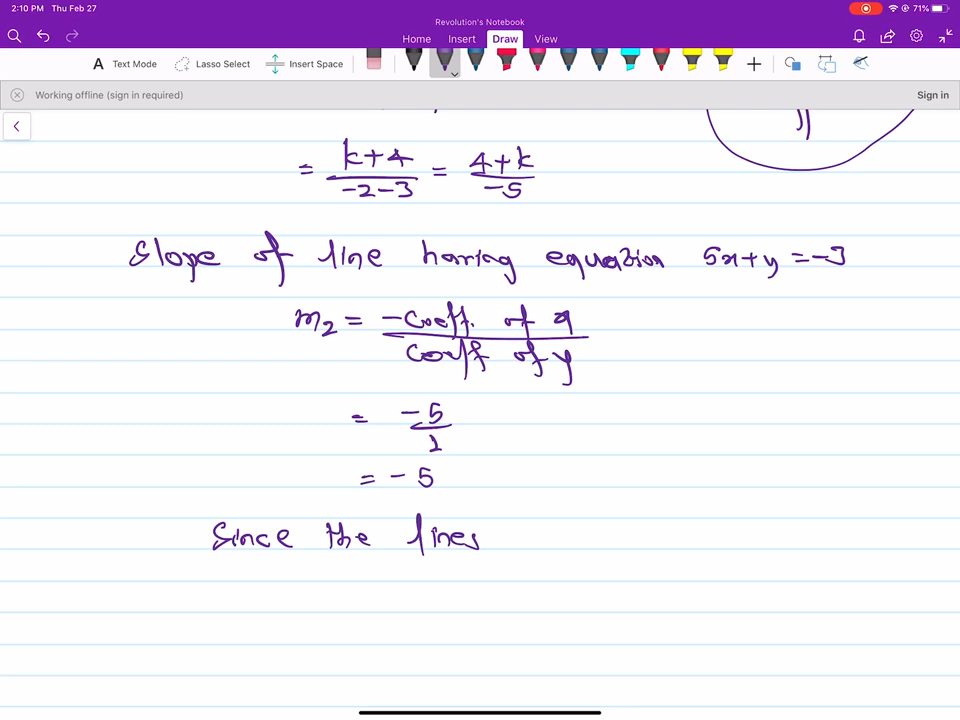 2:10 PM Thu Feb 27
71%
Revolution's Notebook
Home Insert Draw View
A Text Mode Lasso Select Insert Space
Working offline (sign in required) Sign in
= k+4/-2-3 = 4+k/-5
Slope of line having equation 5x+y=-3
m₂ = -coeff. of x/coeff of y
= -5/1
= -5
Since the lines